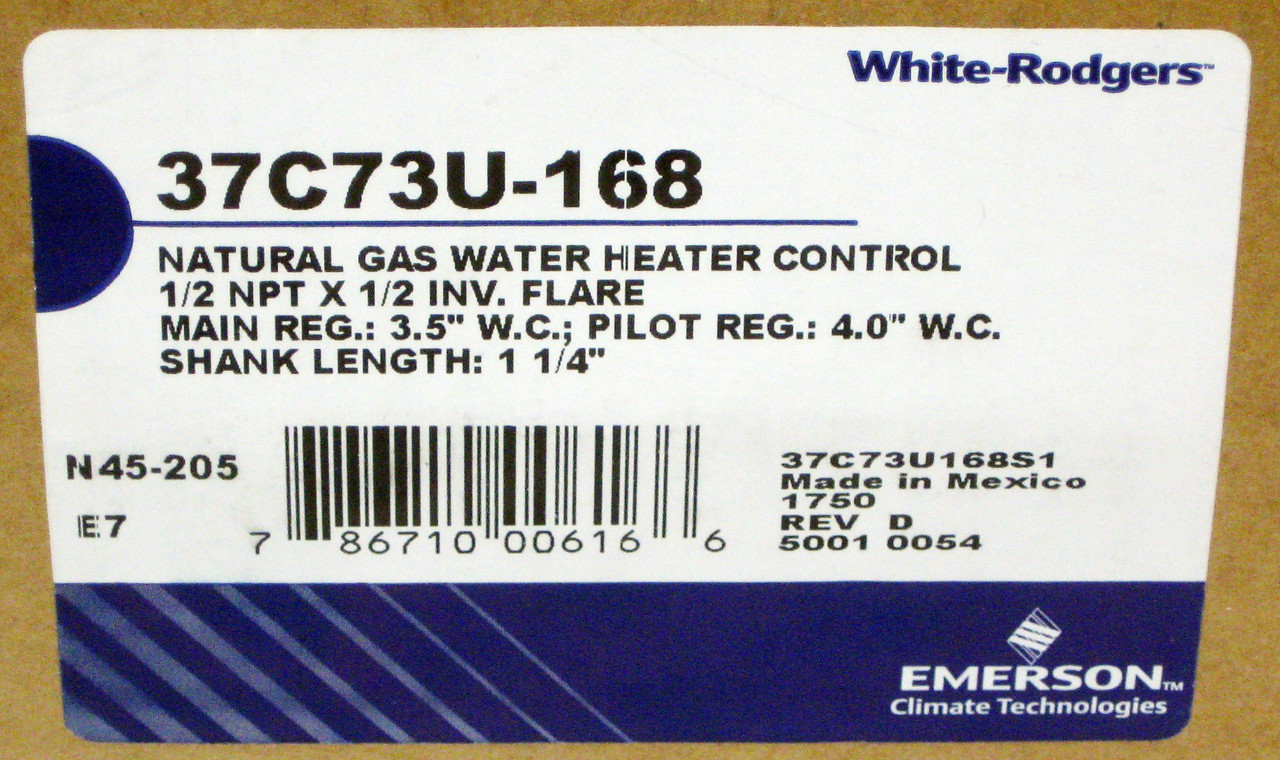 White-Rodgers™
37C73U-168
NATURAL GAS WATER HEATER CONTROL
1/2 NPT X 1/2 INV. FLARE
MAIN REG.: 3.5" W.C.; PILOT REG.: 4.0" W.C.
SHANK LENGTH: 1 1/4"
N45-205
E7
7 86710 00616 6
37C73U168S1
Made in Mexico
1750
REV D
5001 0054
EMERSON™
Climate Technologies